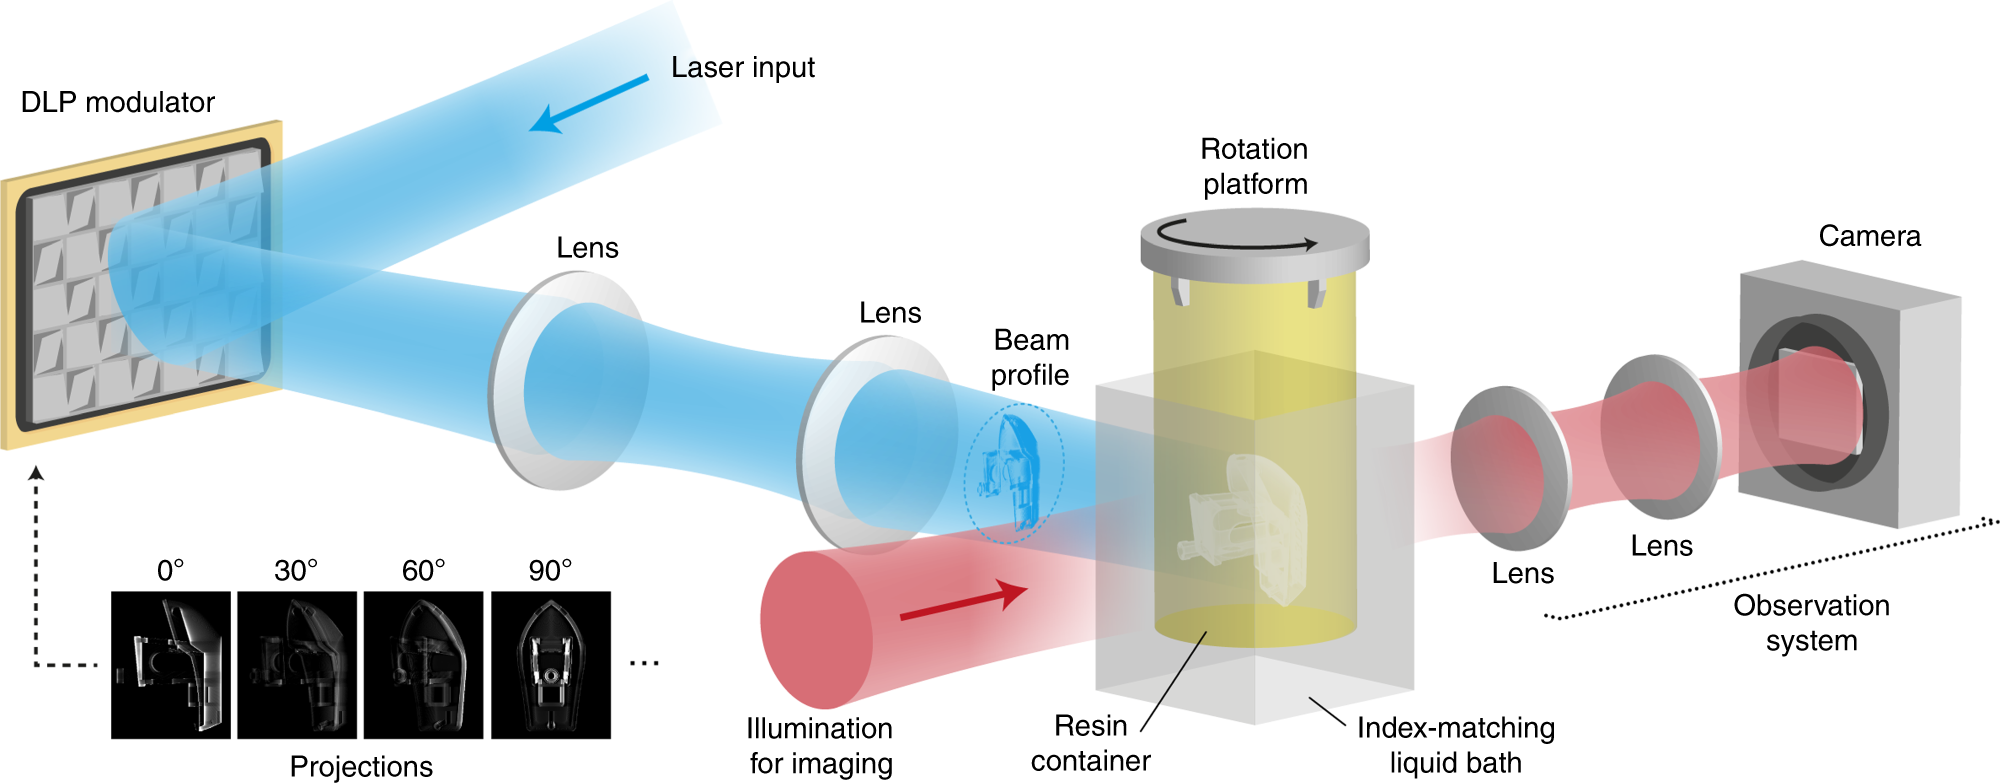 Laser input
DLP modulator
Rotation
platform
Lens
Camera
Lens
Beam
profile
Lens
Lens
0° 30° 60° 90°
...
Observation
system
Illumination
for imaging
Resin
container
Index-matching
liquid bath
Projections